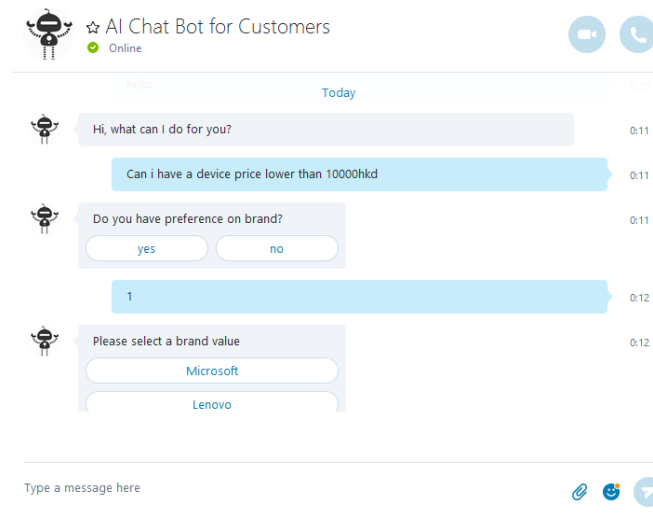 AI Chat Bot for Customers
Online
hello
Today
Hi, what can I do for you?
0:11
Can i have a device price lower than 10000hkd
0:11
Do you have preference on brand?
0:11
yes no
1
0:12
Please select a brand value
0:12
Microsoft
Lenovo
Type a message here